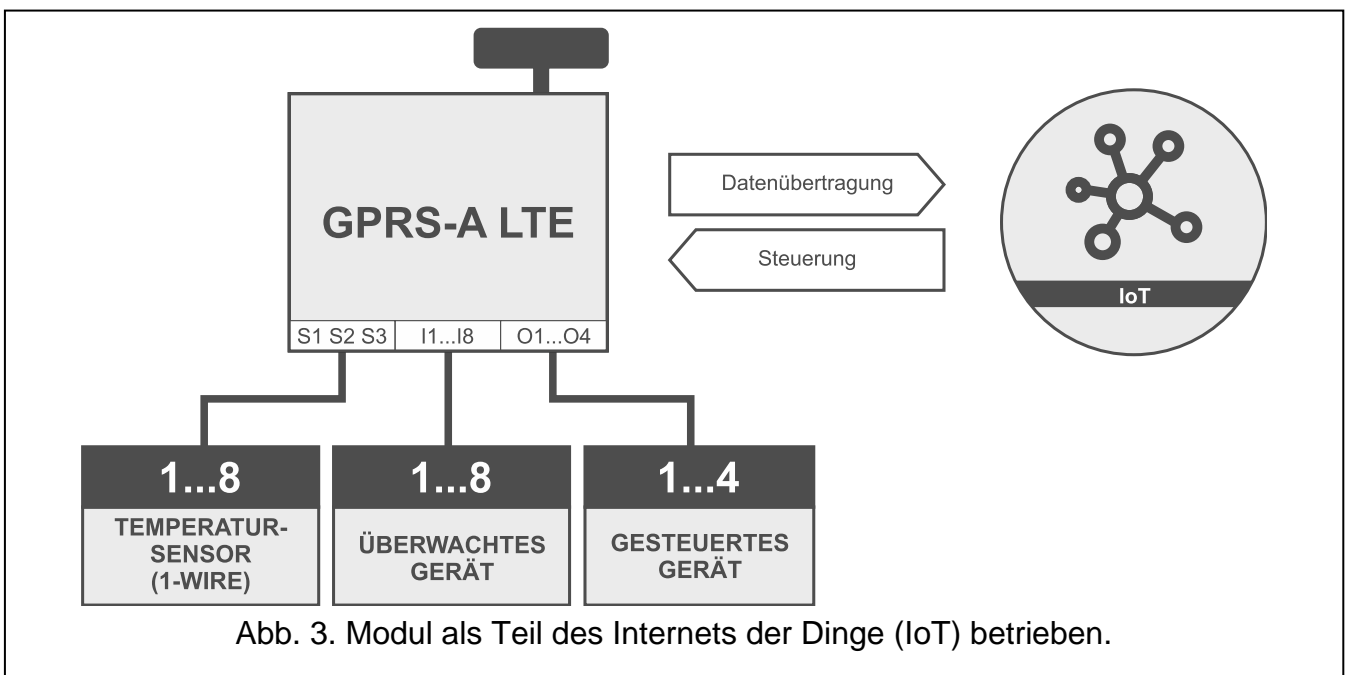 GPRS-A LTE
S1 S2 S3
I1...I8
O1...O4
Datenübertragung
Steuerung
IoT
1...8
TEMPERATUR-
SENSOR
(1-WIRE)
1...8
ÜBERWACHTES
GERÄT
1...4
GESTEUERTES
GERÄT
Abb. 3. Modul als Teil des Internets der Dinge (IoT) betrieben.